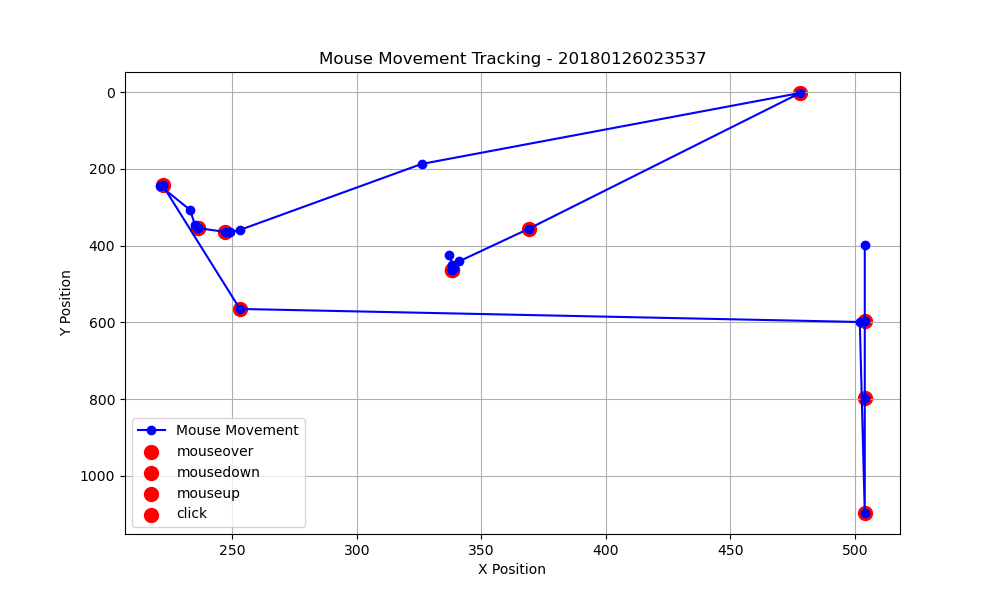 Mouse Movement Tracking - 20180126023537
0
200
400
600
800
1000
Y Position
Mouse Movement
mouseover
mousedown
mouseup
click
250
300
350
400
450
500
X Position